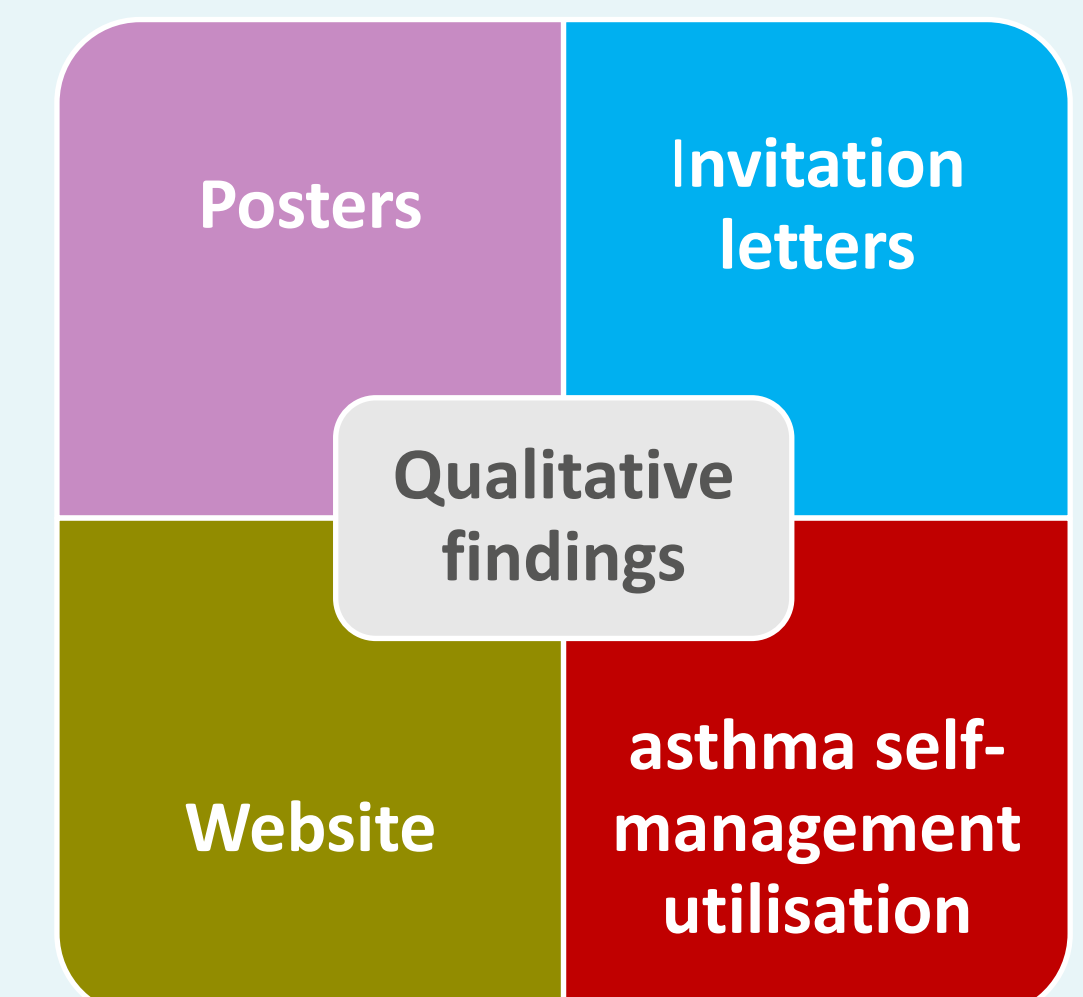 Posters
Invitation
letters
Qualitative
findings
Website
asthma self-
management
utilisation